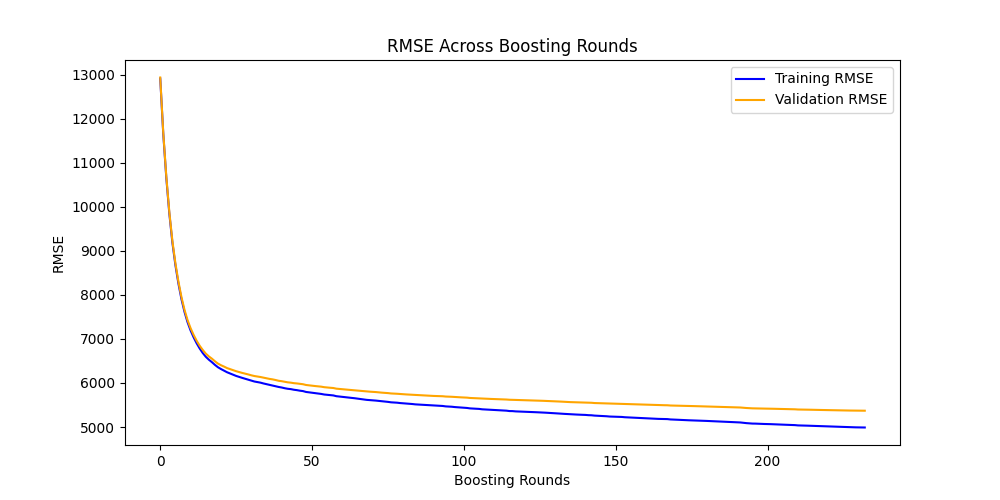 RMSE Across Boosting Rounds
Training RMSE
Validation RMSE
13000
12000
11000
10000
9000
8000
7000
6000
5000
RMSE
0
50
100
150
200
Boosting Rounds